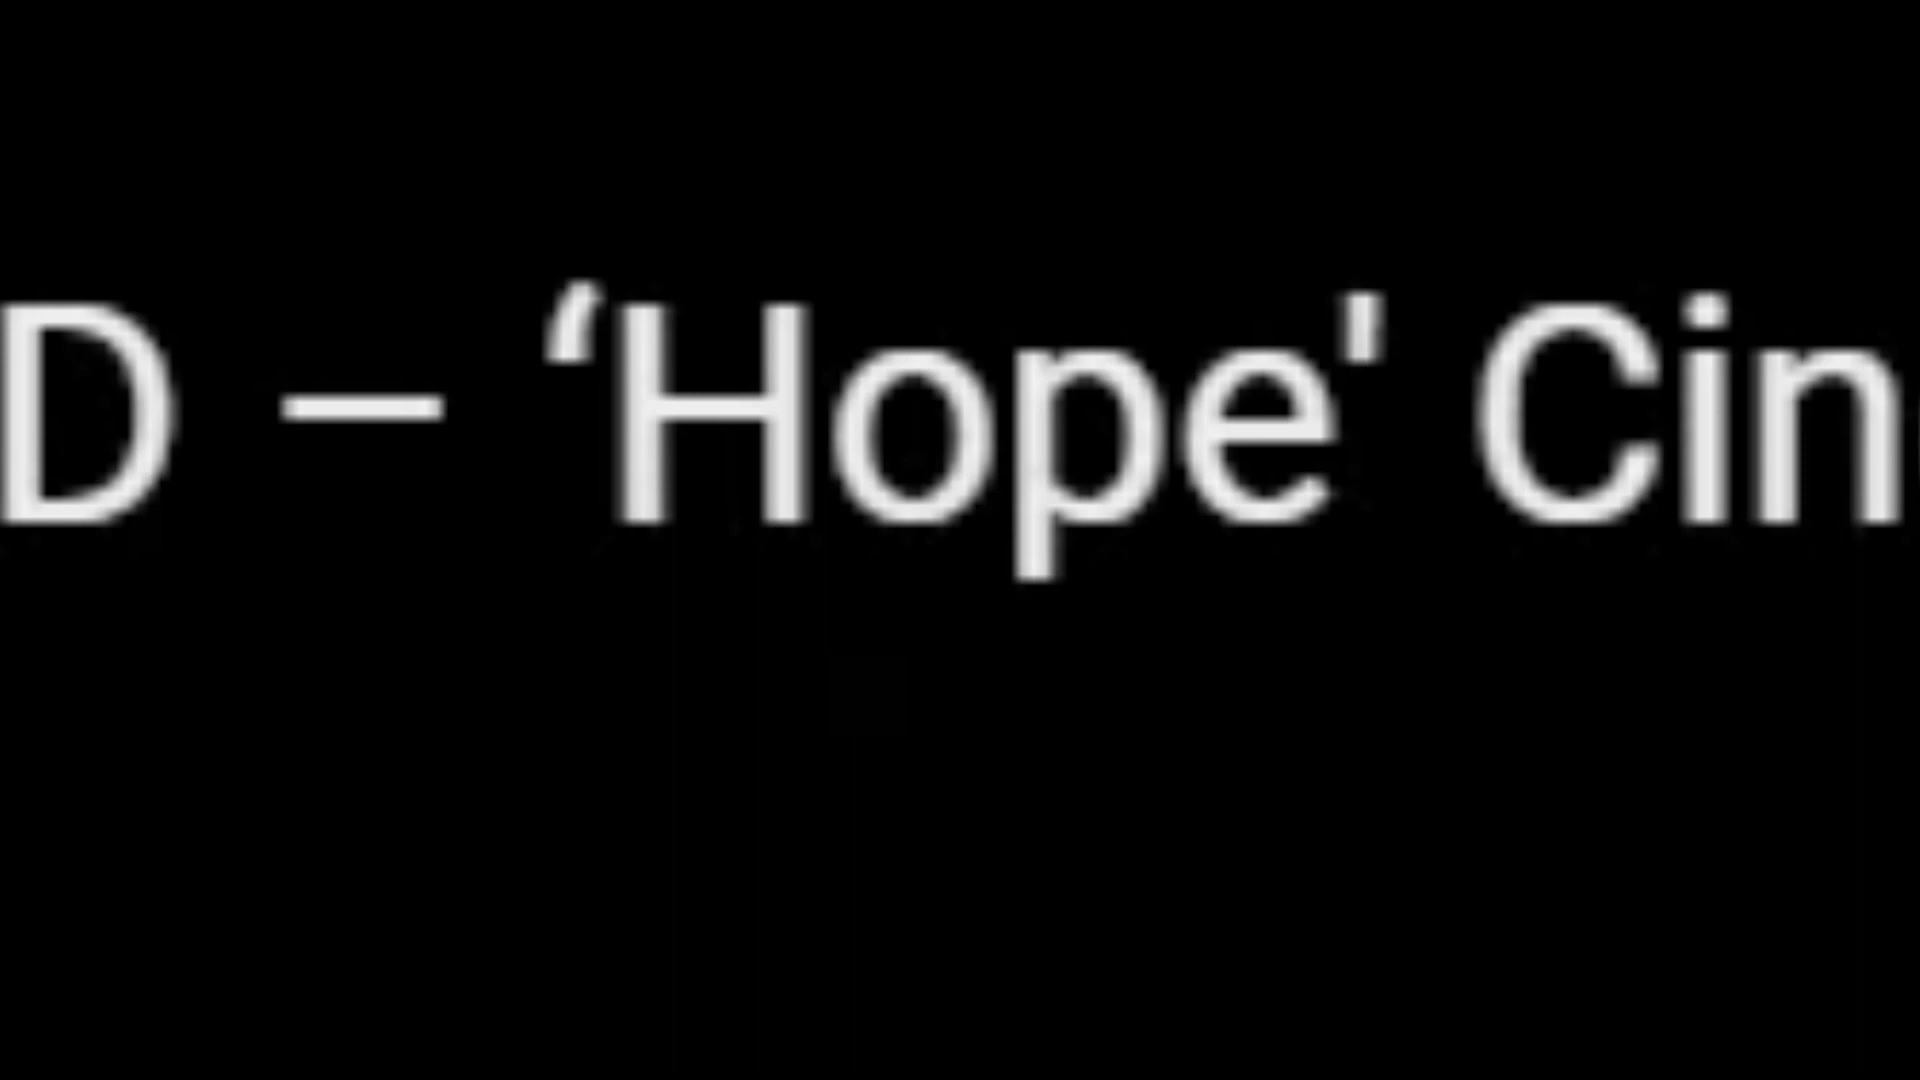 D – ‘Hope' Cin